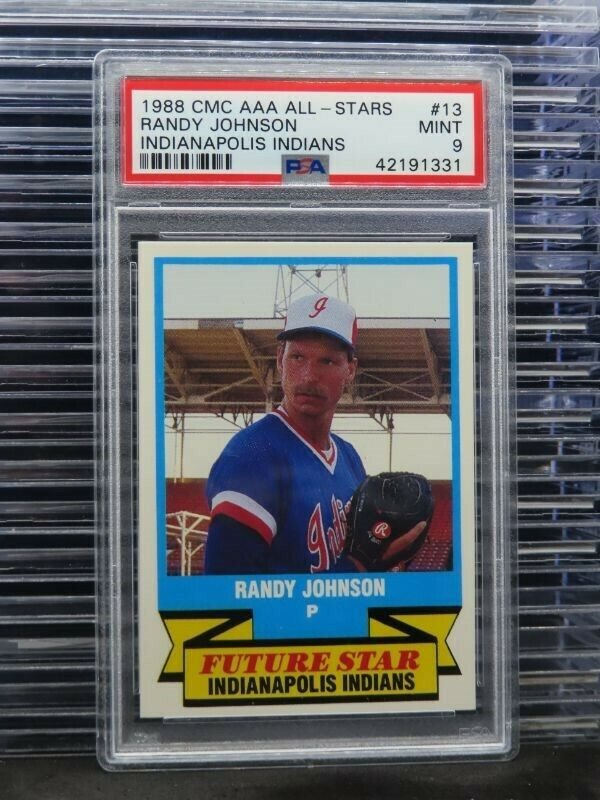 1988 CMC AAA ALL-STARS #13
RANDY JOHNSON MINT
INDIANAPOLIS INDIANS 9
PSA 42191331
I
Indi
R
RANDY JOHNSON
P
FUTURE STAR
INDIANAPOLIS INDIANS